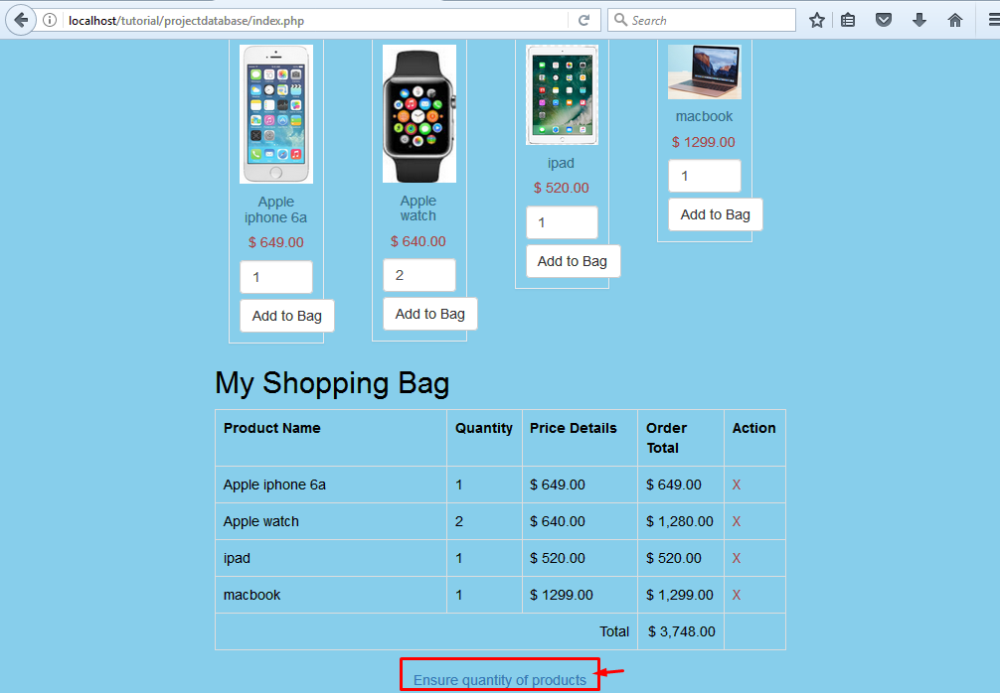 localhost/tutorial/projectdatabase/index.php
Search
Apple
iphone 6a
$ 649.00
1
Add to Bag
Apple
watch
$ 640.00
2
Add to Bag
ipad
$ 520.00
1
Add to Bag
macbook
$ 1299.00
1
Add to Bag
My Shopping Bag
Product Name Quantity Price Details Order Total Action
Apple iphone 6a 1 $ 649.00 $ 649.00 X
Apple watch 2 $ 640.00 $ 1,280.00 X
ipad 1 $ 520.00 $ 520.00 X
macbook 1 $ 1299.00 $ 1,299.00 X
Total $ 3,748.00
Ensure quantity of products